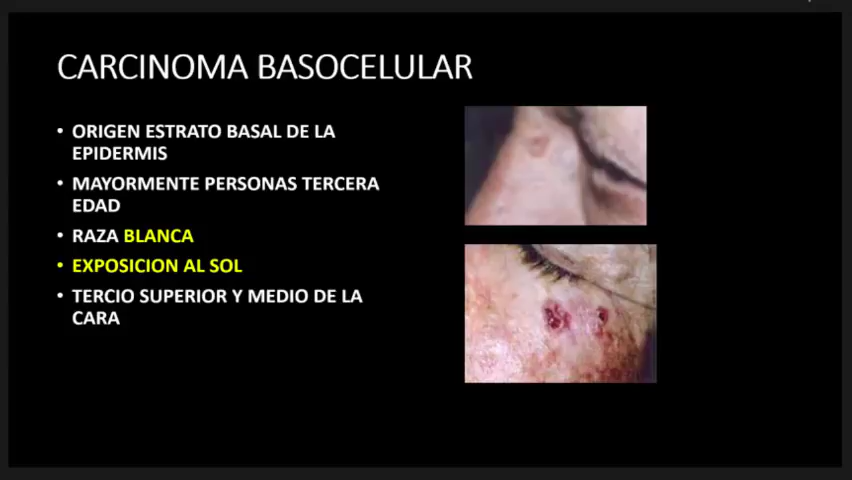 CARCINOMA BASOCELULAR
• ORIGEN ESTRATO BASAL DE LA
EPIDERMIS
• MAYORMENTE PERSONAS TERCERA
EDAD
• RAZA BLANCA
• EXPOSICION AL SOL
• TERCIO SUPERIOR Y MEDIO DE LA
CARA